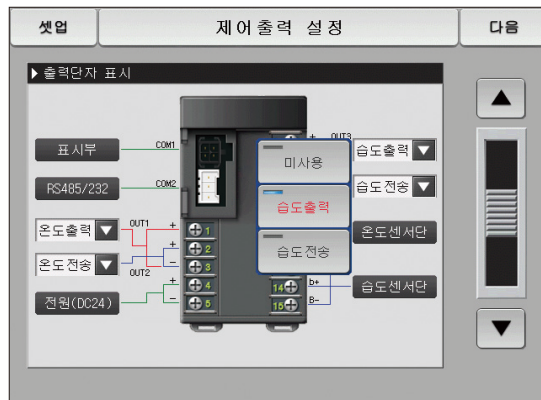 셋업
제어출력 설정
다음
▶ 출력단자 표시
표시부
COM1
RS485/232
COM2
온도출력 ▼
OUT1
+
온도전송 ▼
OUT2
−
전원(DC24)
+
−
1
2
3
4
5
미사용
습도출력
습도전송
+
OUT3
습도출력 ▼
습도전송 ▼
온도센서단
14
b+
15
B−
습도센서단